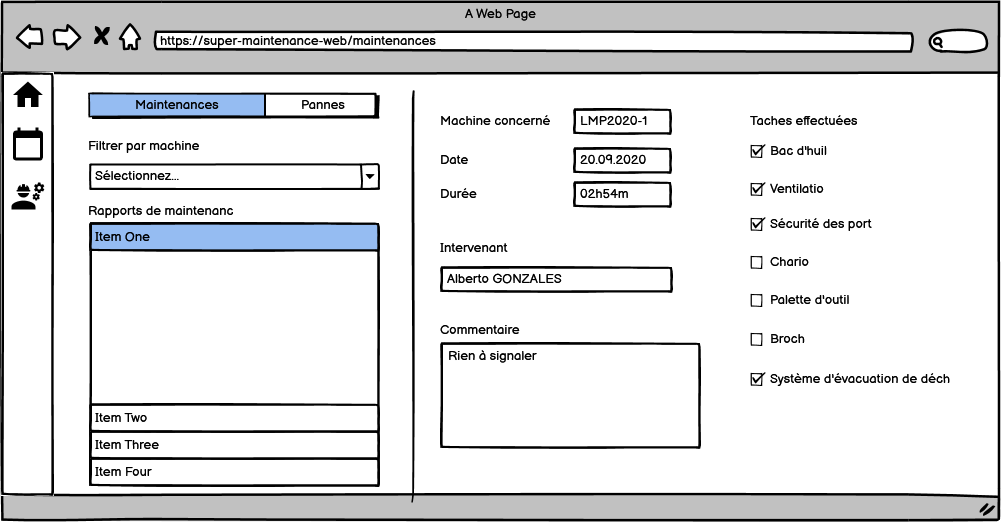 A Web Page
https://super-maintenance-web/maintenances
Maintenances
Pannes
Filtrer par machine
Sélectionnez...
Rapports de maintenanc
Item One
Item Two
Item Three
Item Four
Machine concerné
LMP2020-1
Date
20.09.2020
Durée
02h54m
Intervenant
Alberto GONZALES
Commentaire
Rien à signaler
Taches effectuées
Bac d'huil
Ventilatio
Sécurité des port
Chario
Palette d'outil
Broch
Système d'évacuation de déch